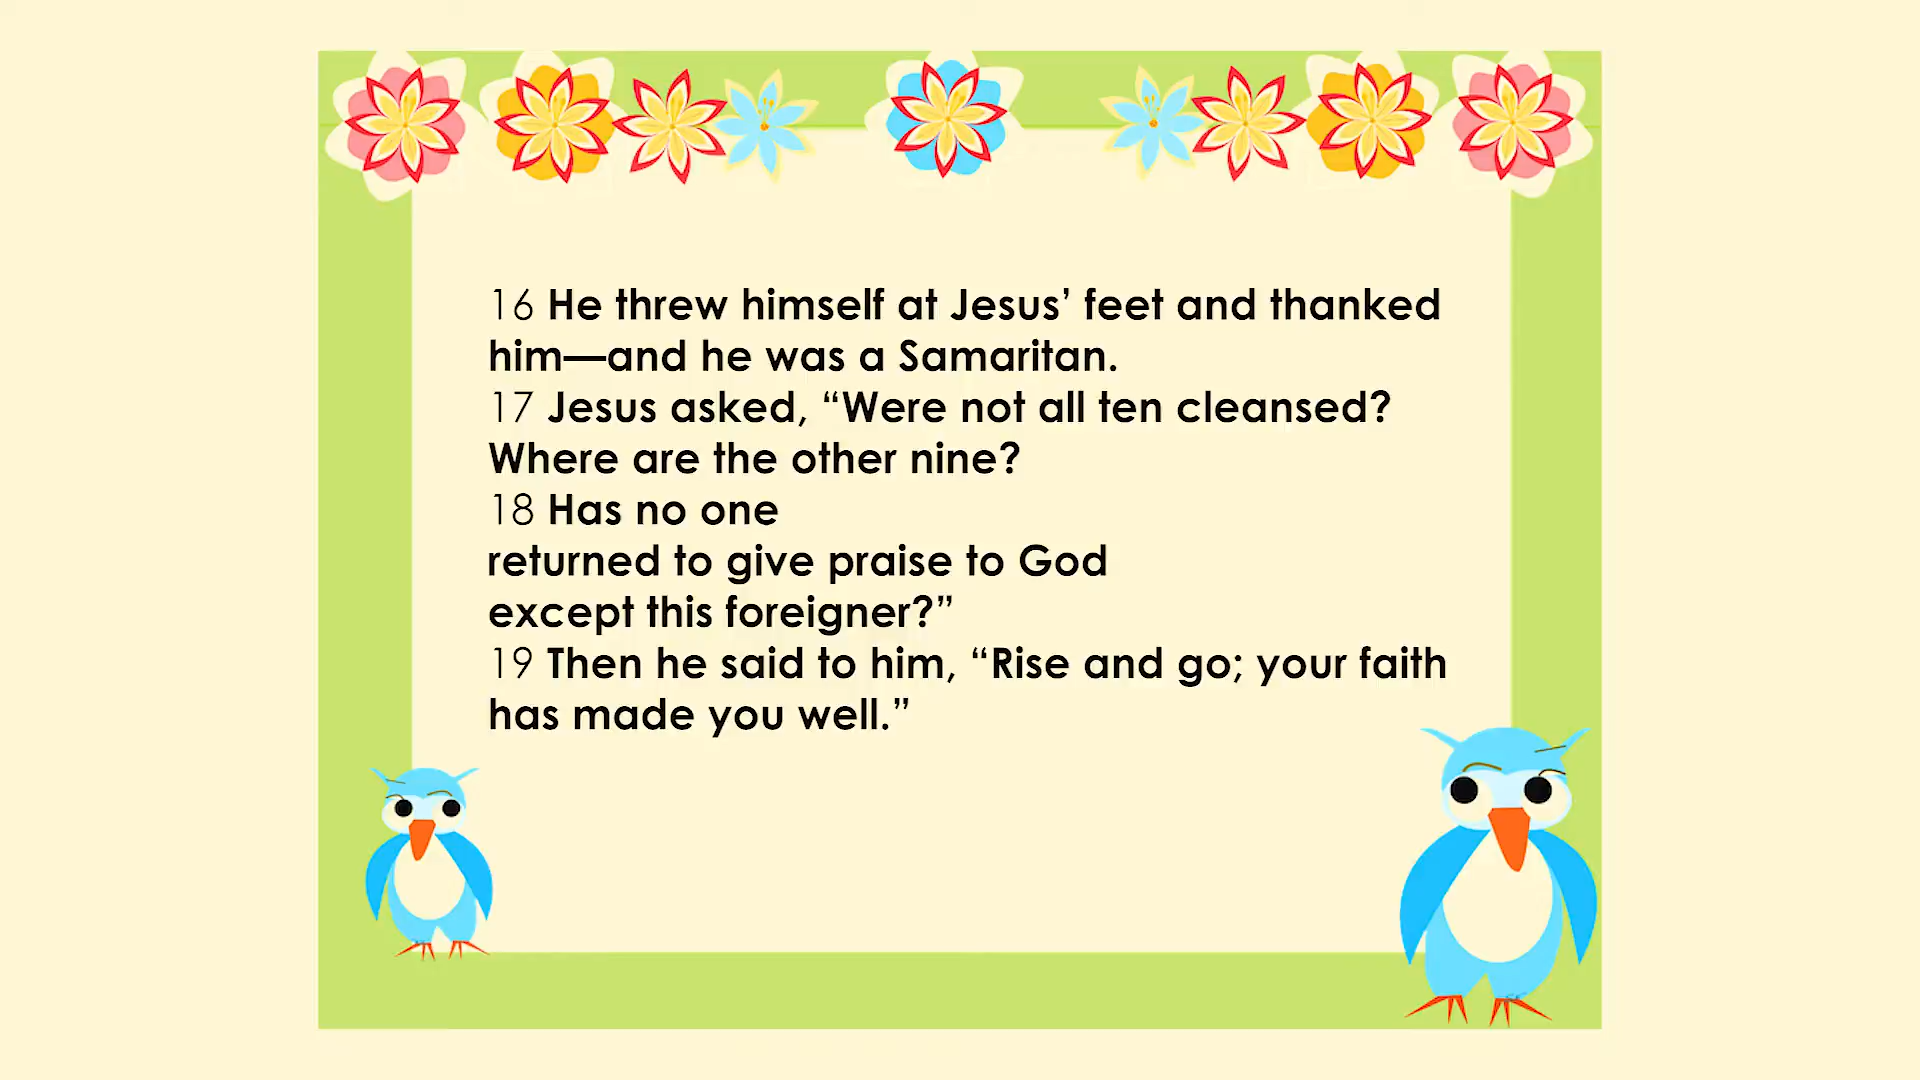 16 He threw himself at Jesus’ feet and thanked
him—and he was a Samaritan.
17 Jesus asked, “Were not all ten cleansed?
Where are the other nine?
18 Has no one
returned to give praise to God
except this foreigner?”
19 Then he said to him, “Rise and go; your faith
has made you well.”